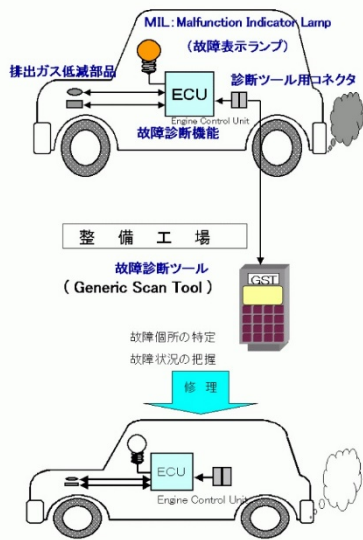 MIL：Malfunction Indicator Lamp
（故障表示ランプ）
排出ガス低減部品
診断ツール用コネクタ
ECU
Engine Control Unit
故障診断機能
整備工場
故障診断ツール
（Generic Scan Tool）
GST
故障個所の特定
故障状況の把握
修理
ECU
Engine Control Unit